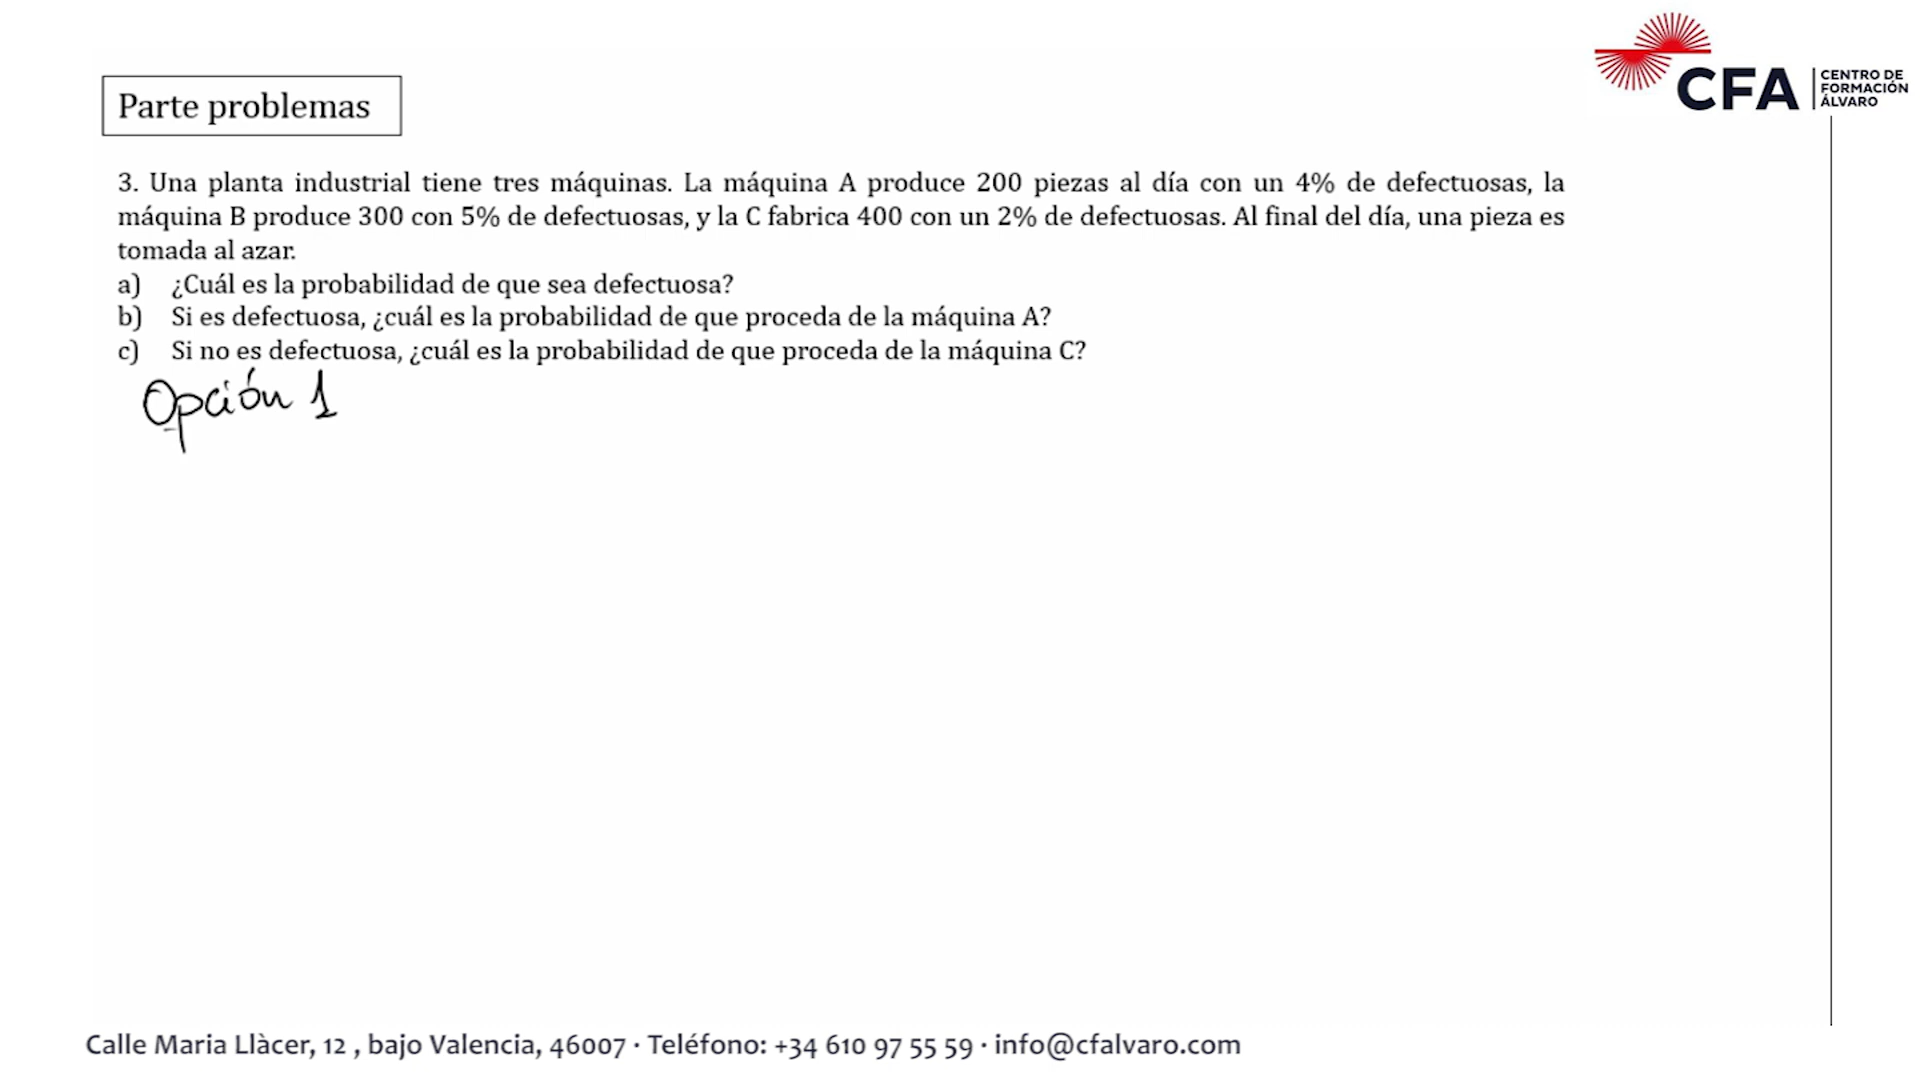 CFA
CENTRO DE
FORMACIÓN
ÁLVARO
Parte problemas
3. Una planta industrial tiene tres máquinas. La máquina A produce 200 piezas al día con un 4% de defectuosas, la
máquina B produce 300 con 5% de defectuosas, y la C fabrica 400 con un 2% de defectuosas. Al final del día, una pieza es
tomada al azar.
a) ¿Cuál es la probabilidad de que sea defectuosa?
b) Si es defectuosa, ¿cuál es la probabilidad de que proceda de la máquina A?
c) Si no es defectuosa, ¿cuál es la probabilidad de que proceda de la máquina C?
Opción 1
Calle Maria Llàcer, 12 , bajo Valencia, 46007 · Teléfono: +34 610 97 55 59 · info@cfalvaro.com